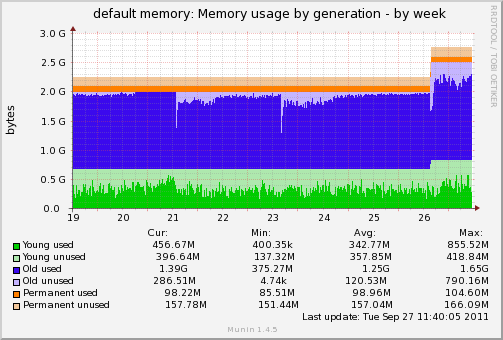 default memory: Memory usage by generation - by week
RRDTOOL / TOBI OETIKER
bytes
3.0 G
2.5 G
2.0 G
1.5 G
1.0 G
0.5 G
0.0
19 20 21 22 23 24 25 26
Cur: Min: Avg: Max:
Young used 456.67M 400.35k 342.77M 855.52M
Young unused 396.64M 137.32M 357.85M 418.84M
Old used 1.39G 375.27M 1.25G 1.65G
Old unused 286.51M 4.74k 120.53M 790.16M
Permanent used 98.22M 85.51M 98.96M 104.60M
Permanent unused 157.78M 151.44M 157.04M 166.09M
Last update: Tue Sep 27 11:40:05 2011
Munin 1.4.5